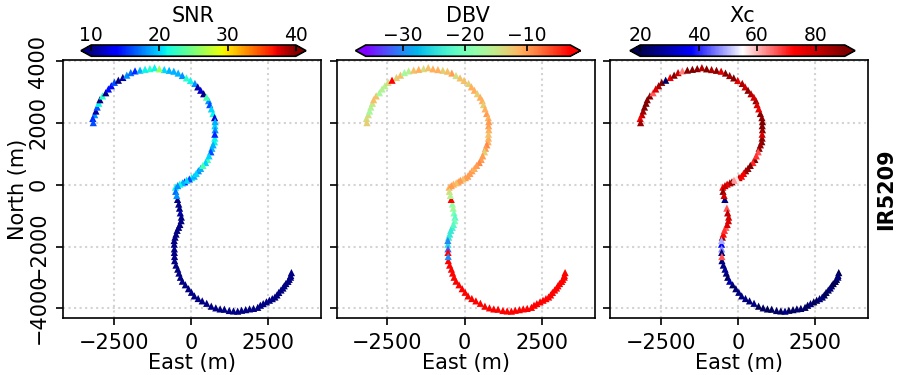 SNR DBV Xc
10 20 30 40 −30 −20 −10 20 40 60 80
4000
2000
0
−2000
−4000
North (m)
IR5209
−2500 0 2500 −2500 0 2500 −2500 0 2500
East (m) East (m) East (m)